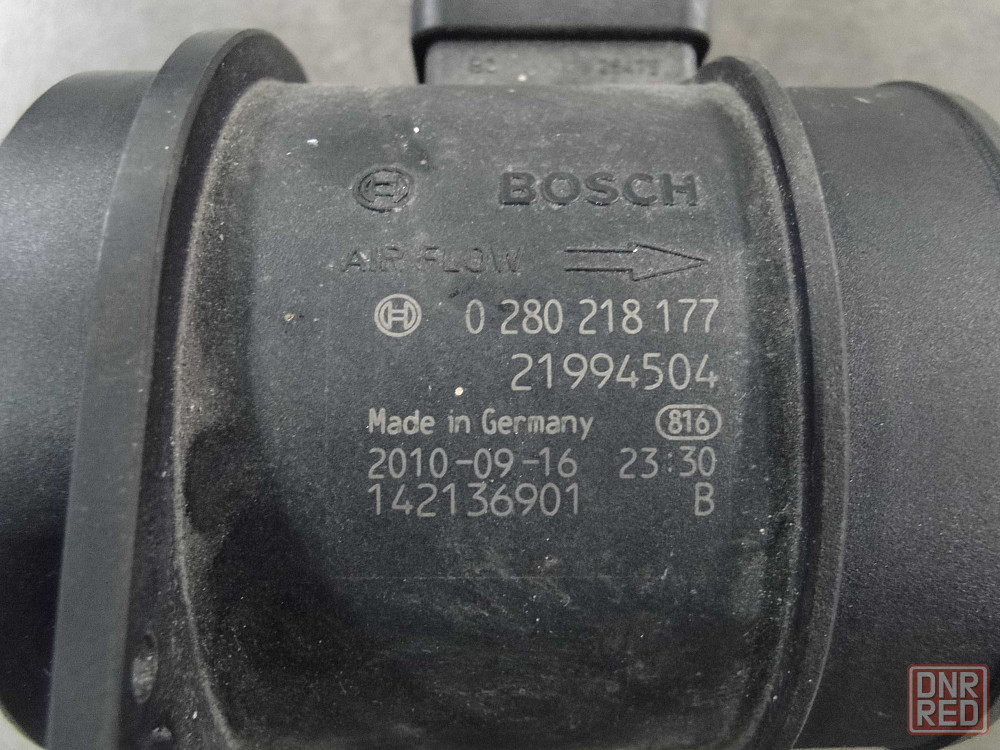 BOSCH
AIR FLOW
0 280 218 177
21994504
Made in Germany 816
2010-09-16 23:30
142136901 B
DNR
RED